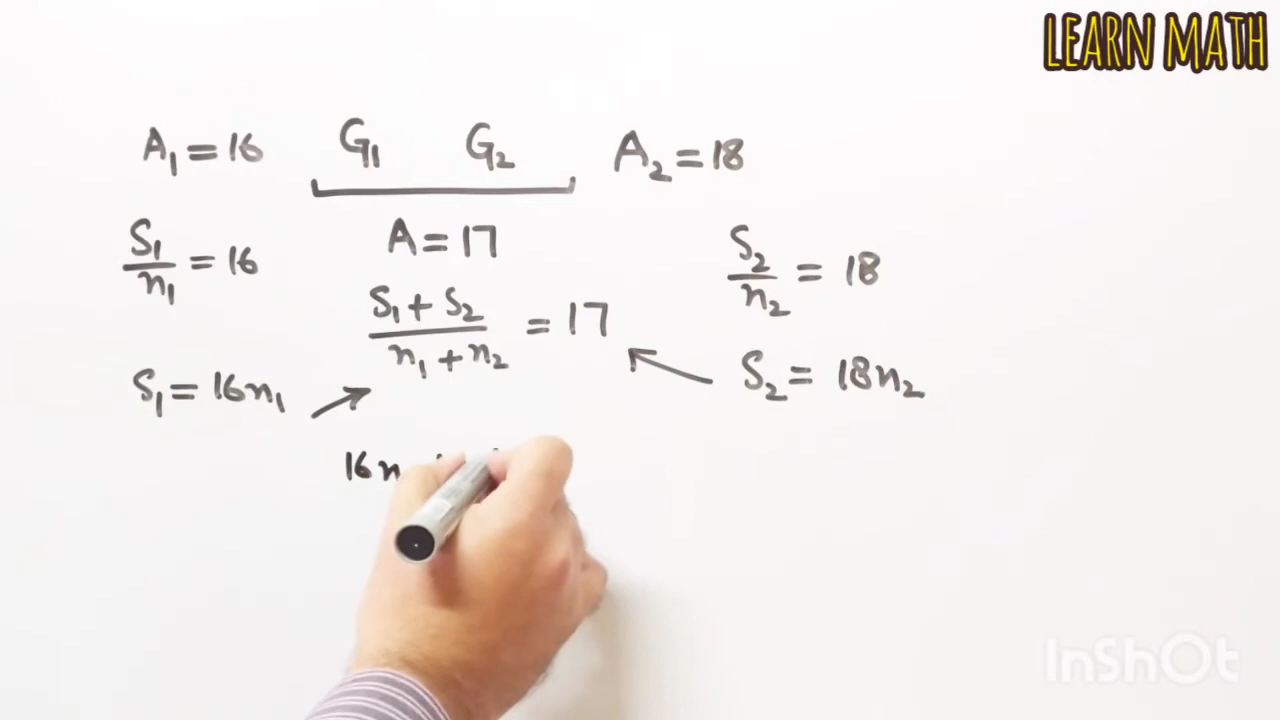 LEARN MATH
A₁ = 16 G₁ G₂ A₂ = 18
A = 17
S₁/n₁ = 16
S₂/n₂ = 18
(S₁ + S₂)/(n₁ + n₂) = 17
S₁ = 16n₁
S₂ = 18n₂
16n
InShOt